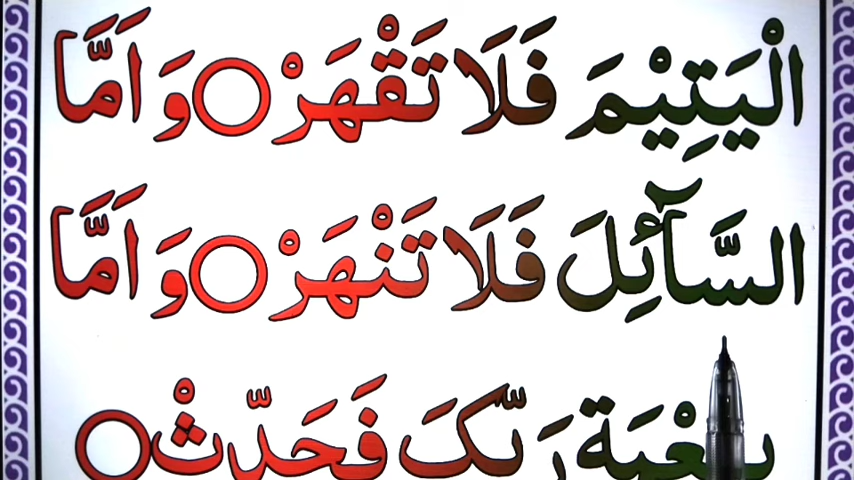 الْيَتِيْمَ فَلَا تَقْهَرْ ○ وَ اَمَّا
السَّآئِلَ فَلَا تَنْهَرْ ○ وَ اَمَّا
رَبِّكَ فَحَدِّثْ ○